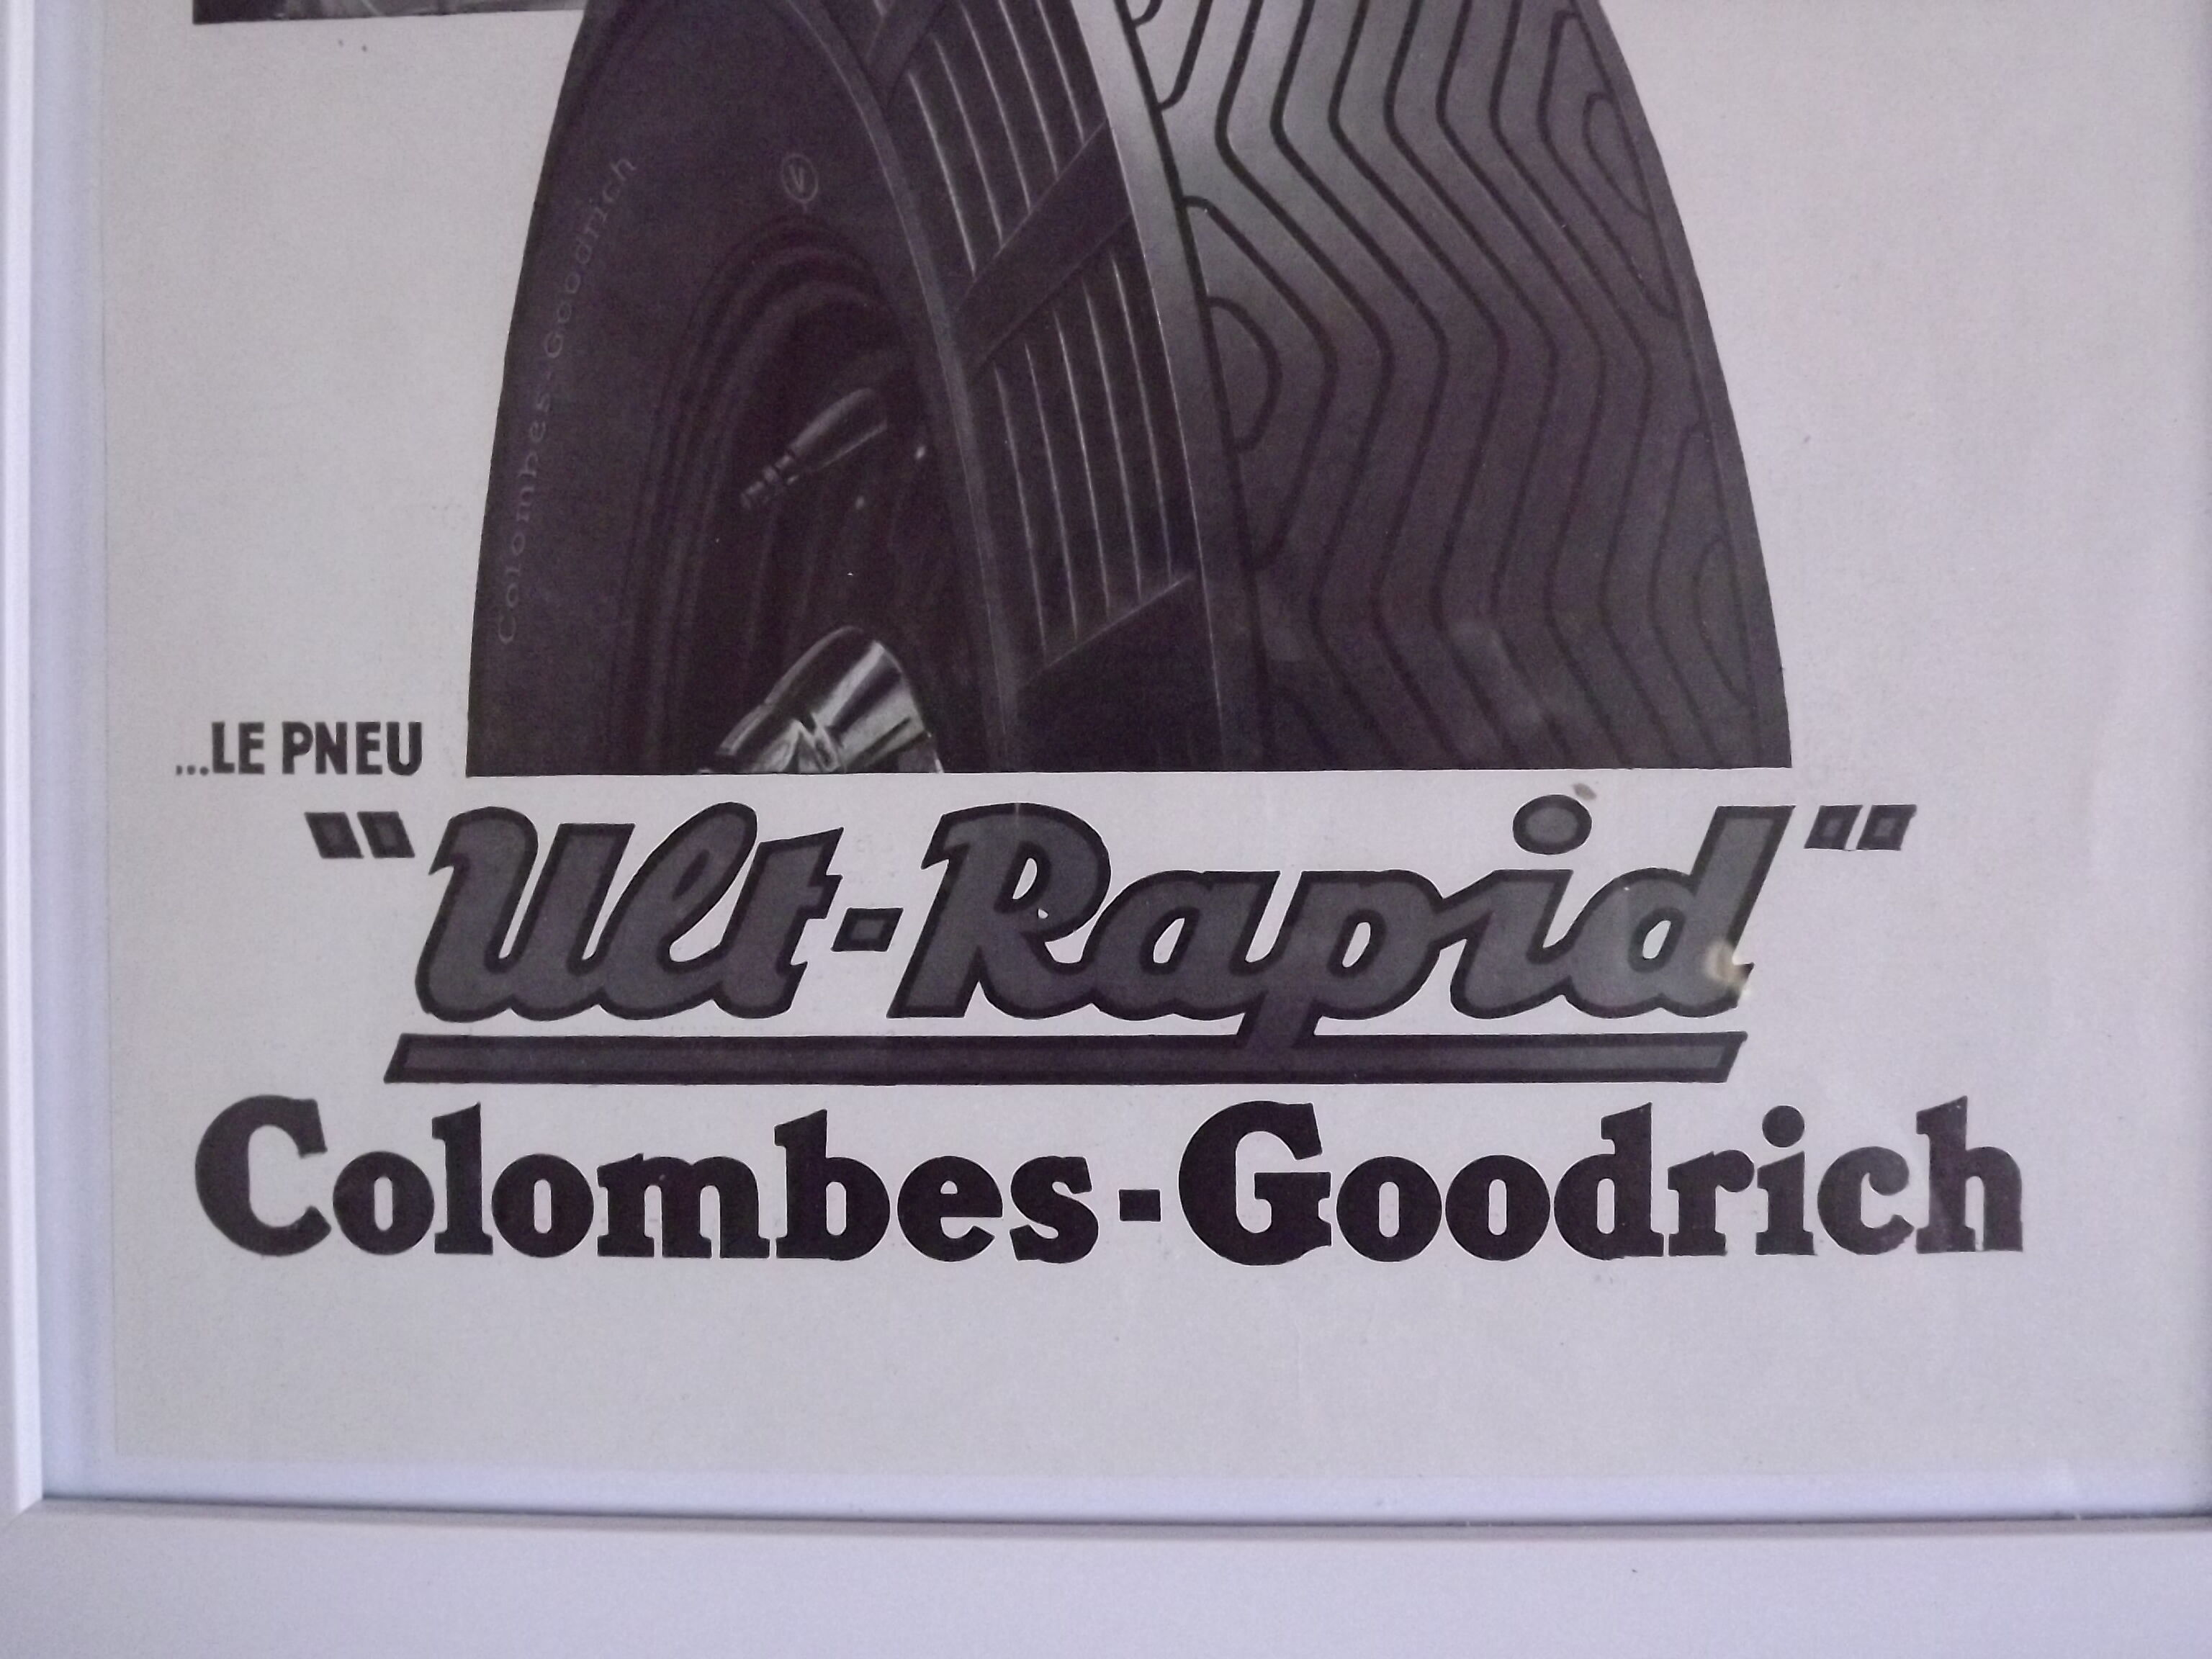 Colombes-Goodrich
V
...LE PNEU
"Ult-Rapid"
Colombes-Goodrich